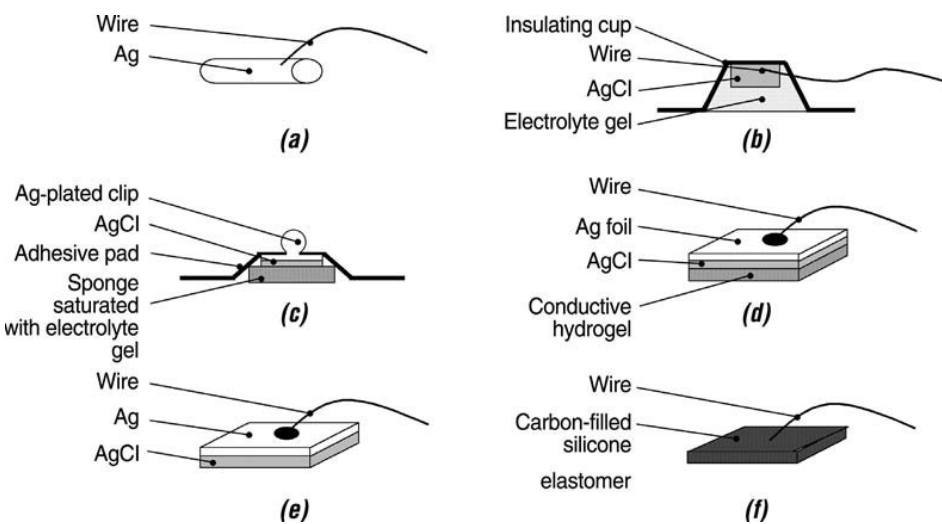 Wire
Ag
(a)
Insulating cup
Wire
AgCl
Electrolyte gel
(b)
Ag-plated clip
AgCl
Adhesive pad
Sponge
saturated
with electrolyte
gel
(c)
Wire
Ag foil
AgCl
Conductive
hydrogel
(d)
Wire
Ag
AgCl
(e)
Wire
Carbon-filled
silicone
elastomer
(f)